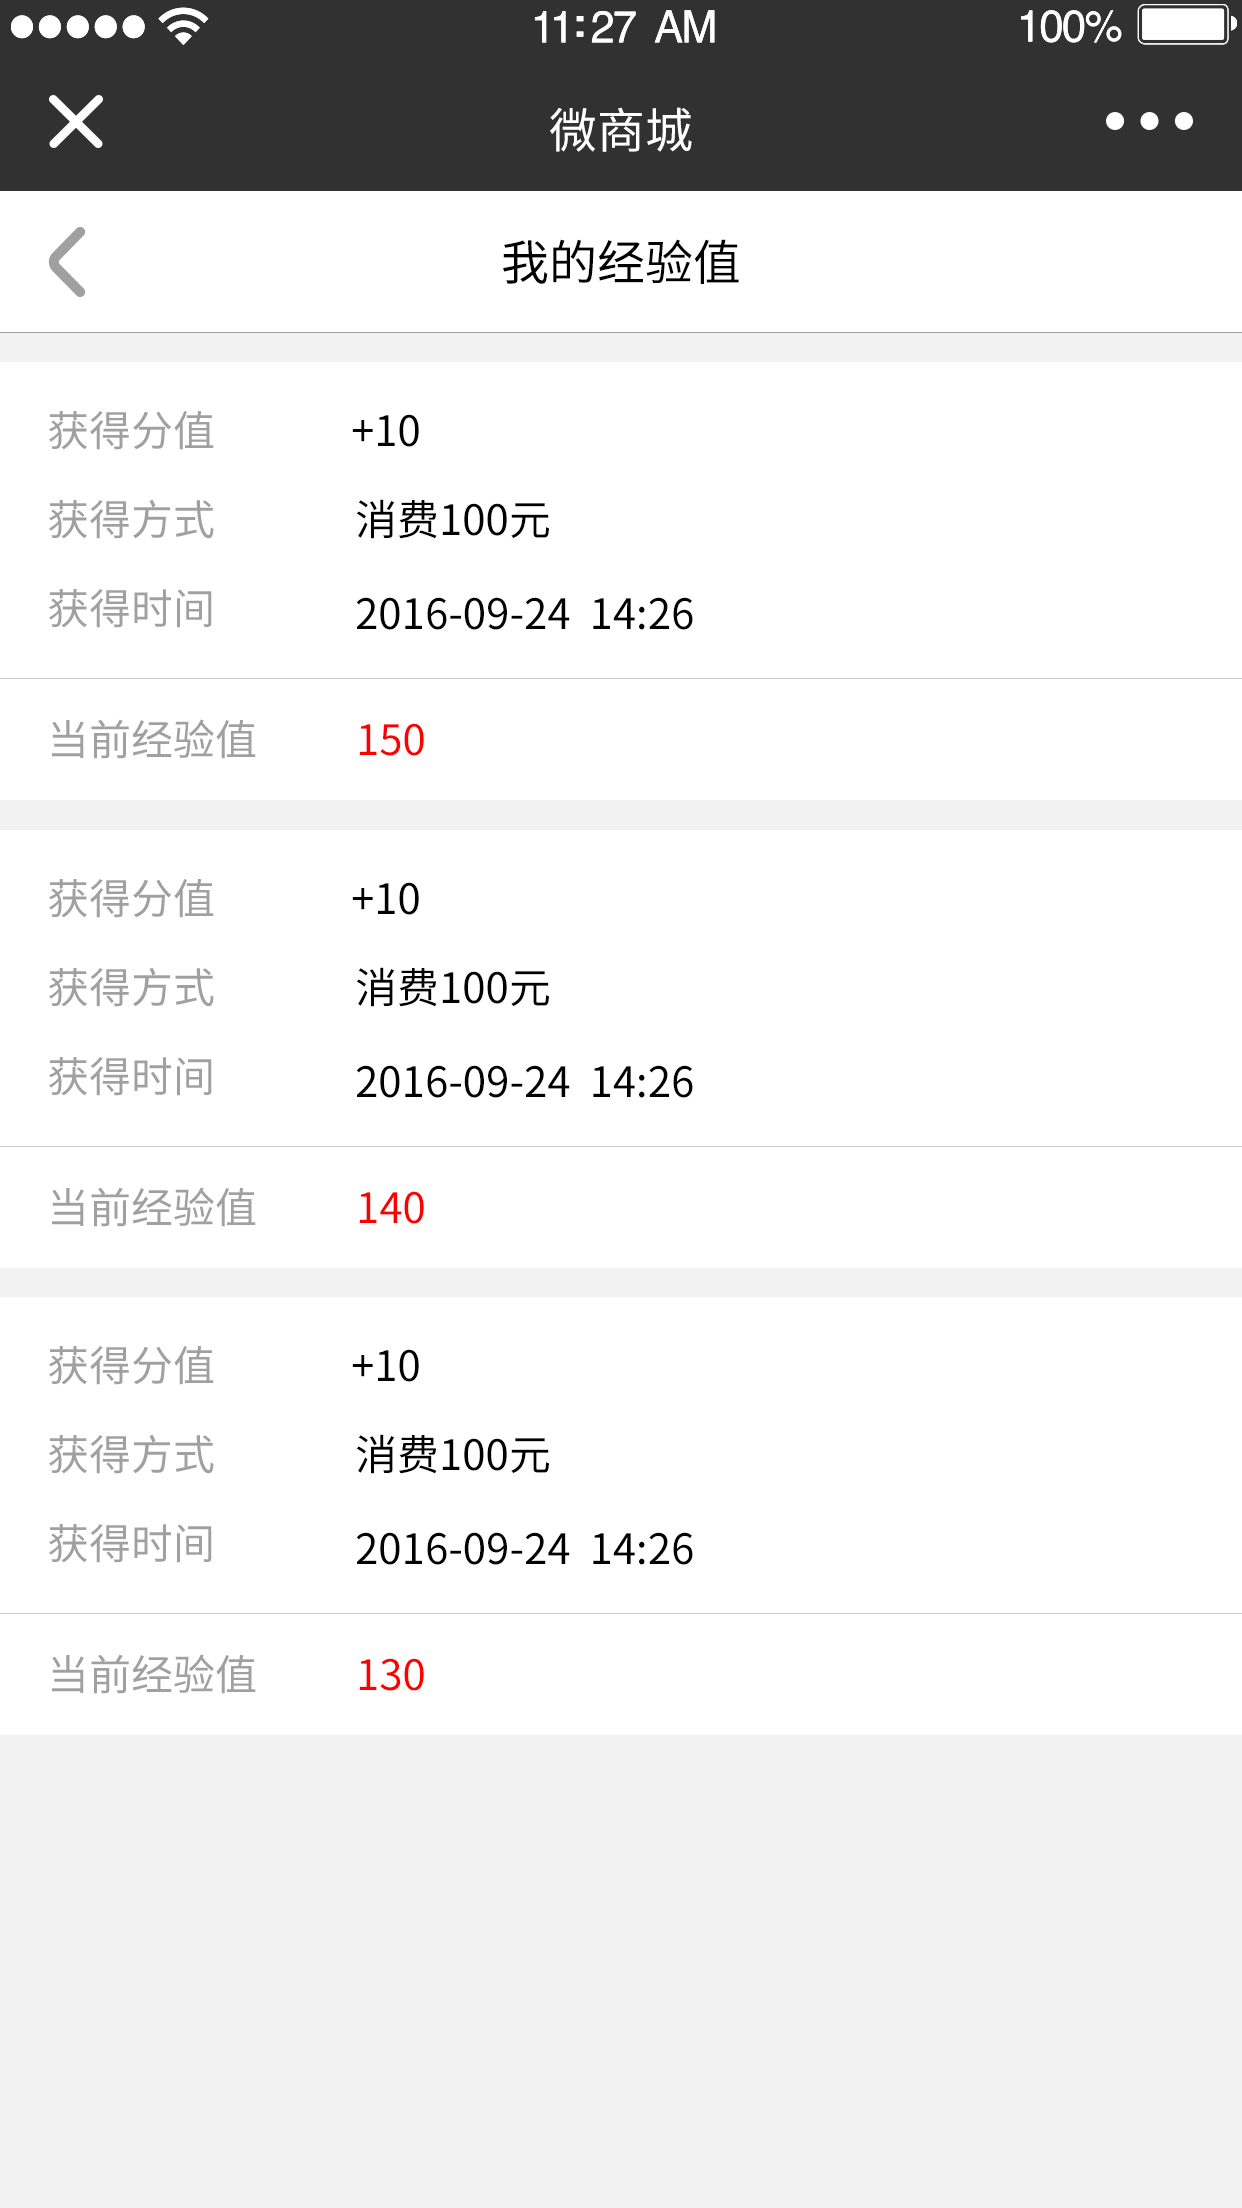 11:27 AM 100%
微商城
我的经验值
获得分值 +10
获得方式 消费100元
获得时间 2016-09-24 14:26
当前经验值 150
获得分值 +10
获得方式 消费100元
获得时间 2016-09-24 14:26
当前经验值 140
获得分值 +10
获得方式 消费100元
获得时间 2016-09-24 14:26
当前经验值 130